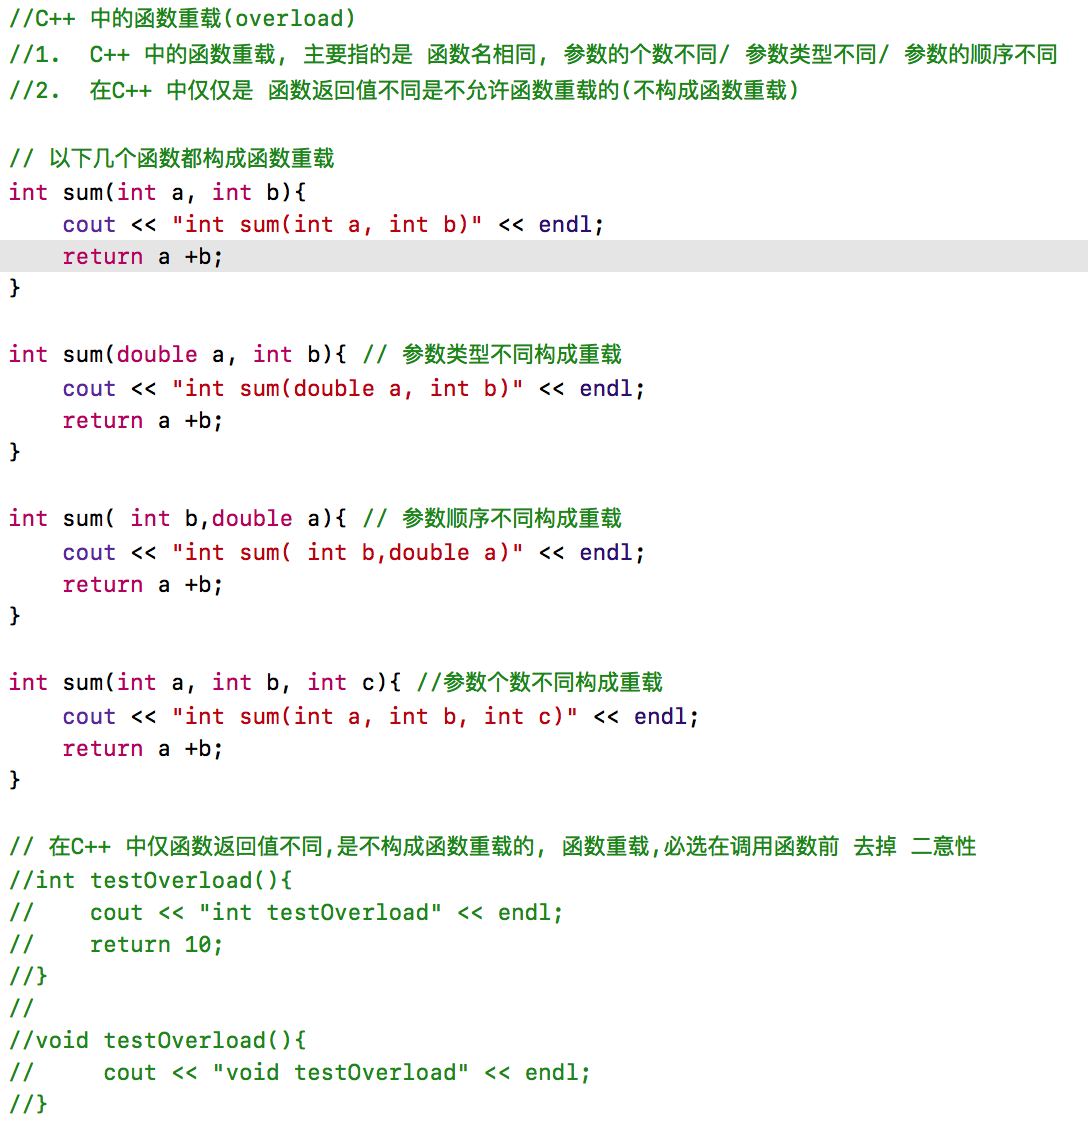 //C++ 中的函数重载(overload)
//1.  C++ 中的函数重载, 主要指的是 函数名相同, 参数的个数不同/ 参数类型不同/ 参数的顺序不同
//2.  在C++ 中仅仅是 函数返回值不同是不允许函数重载的(不构成函数重载)
// 以下几个函数都构成函数重载
int sum(int a, int b){
    cout << "int sum(int a, int b)" << endl;
    return a +b;
}
int sum(double a, int b){ // 参数类型不同构成重载
    cout << "int sum(double a, int b)" << endl;
    return a +b;
}
int sum( int b,double a){ // 参数顺序不同构成重载
    cout << "int sum( int b,double a)" << endl;
    return a +b;
}
int sum(int a, int b, int c){ //参数个数不同构成重载
    cout << "int sum(int a, int b, int c)" << endl;
    return a +b;
}
// 在C++ 中仅函数返回值不同,是不构成函数重载的, 函数重载,必选在调用函数前 去掉 二意性
//int testOverload(){
//    cout << "int testOverload" << endl;
//    return 10;
//}
//
//void testOverload(){
//     cout << "void testOverload" << endl;
//}